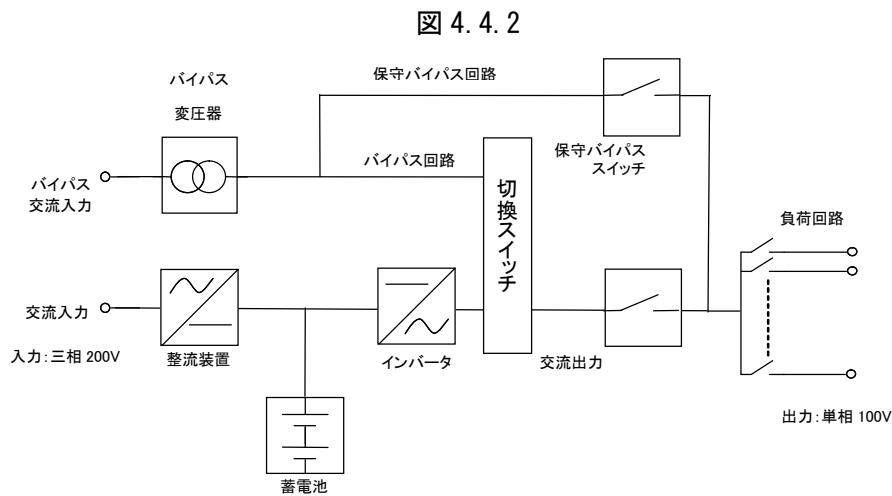 図 4.4.2
バイパス
変圧器
保守バイパス回路
バイパス回路
保守バイパス
スイッチ
バイパス
交流入力
切換スイッチ
負荷回路
交流入力
入力：三相 200V
整流装置
インバータ
交流出力
出力：単相 100V
蓄電池